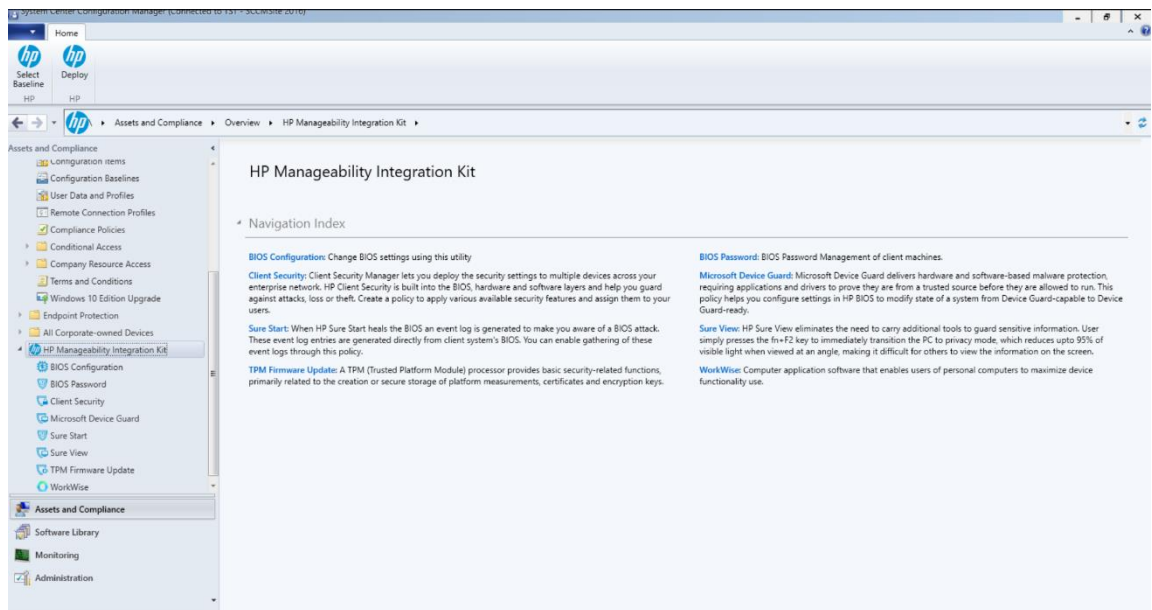 System Center Configuration Manager (Connected to TST - SCCMSite 2016)
Home
hp
hp
Select
Baseline
Deploy
HP
HP
hp
Assets and Compliance
Overview
HP Manageability Integration Kit
Assets and Compliance
Configuration Items
Configuration Baselines
User Data and Profiles
Remote Connection Profiles
Compliance Policies
Conditional Access
Company Resource Access
Terms and Conditions
Windows 10 Edition Upgrade
Endpoint Protection
All Corporate-owned Devices
HP Manageability Integration Kit
BIOS Configuration
BIOS Password
Client Security
Microsoft Device Guard
Sure Start
Sure View
TPM Firmware Update
WorkWise
Assets and Compliance
Software Library
Monitoring
Administration
HP Manageability Integration Kit
Navigation Index
BIOS Configuration: Change BIOS settings using this utility
Client Security: Client Security Manager lets you deploy the security settings to multiple devices across your
enterprise network. HP Client Security is built into the BIOS, hardware and software layers and help you guard
against attacks, loss or theft. Create a policy to apply various available security features and assign them to your
users.
Sure Start: When HP Sure Start heals the BIOS an event log is generated to make you aware of a BIOS attack.
These event log entries are generated directly from client system's BIOS. You can enable gathering of these
event logs through this policy.
TPM Firmware Update: A TPM (Trusted Platform Module) processor provides basic security-related functions,
primarily related to the creation or secure storage of platform measurements, certificates and encryption keys.
BIOS Password: BIOS Password Management of client machines.
Microsoft Device Guard: Microsoft Device Guard delivers hardware and software-based malware protection,
requiring applications and drivers to prove they are from a trusted source before they are allowed to run. This
policy helps you configure settings in HP BIOS to modify state of a system from Device Guard-capable to Device
Guard-ready.
Sure View: HP Sure View eliminates the need to carry additional tools to guard sensitive information. User
simply presses the fn+F2 key to immediately transition the PC to privacy mode, which reduces upto 95% of
visible light when viewed at an angle, making it difficult for others to view the information on the screen.
WorkWise: Computer application software that enables users of personal computers to maximize device
functionality use.